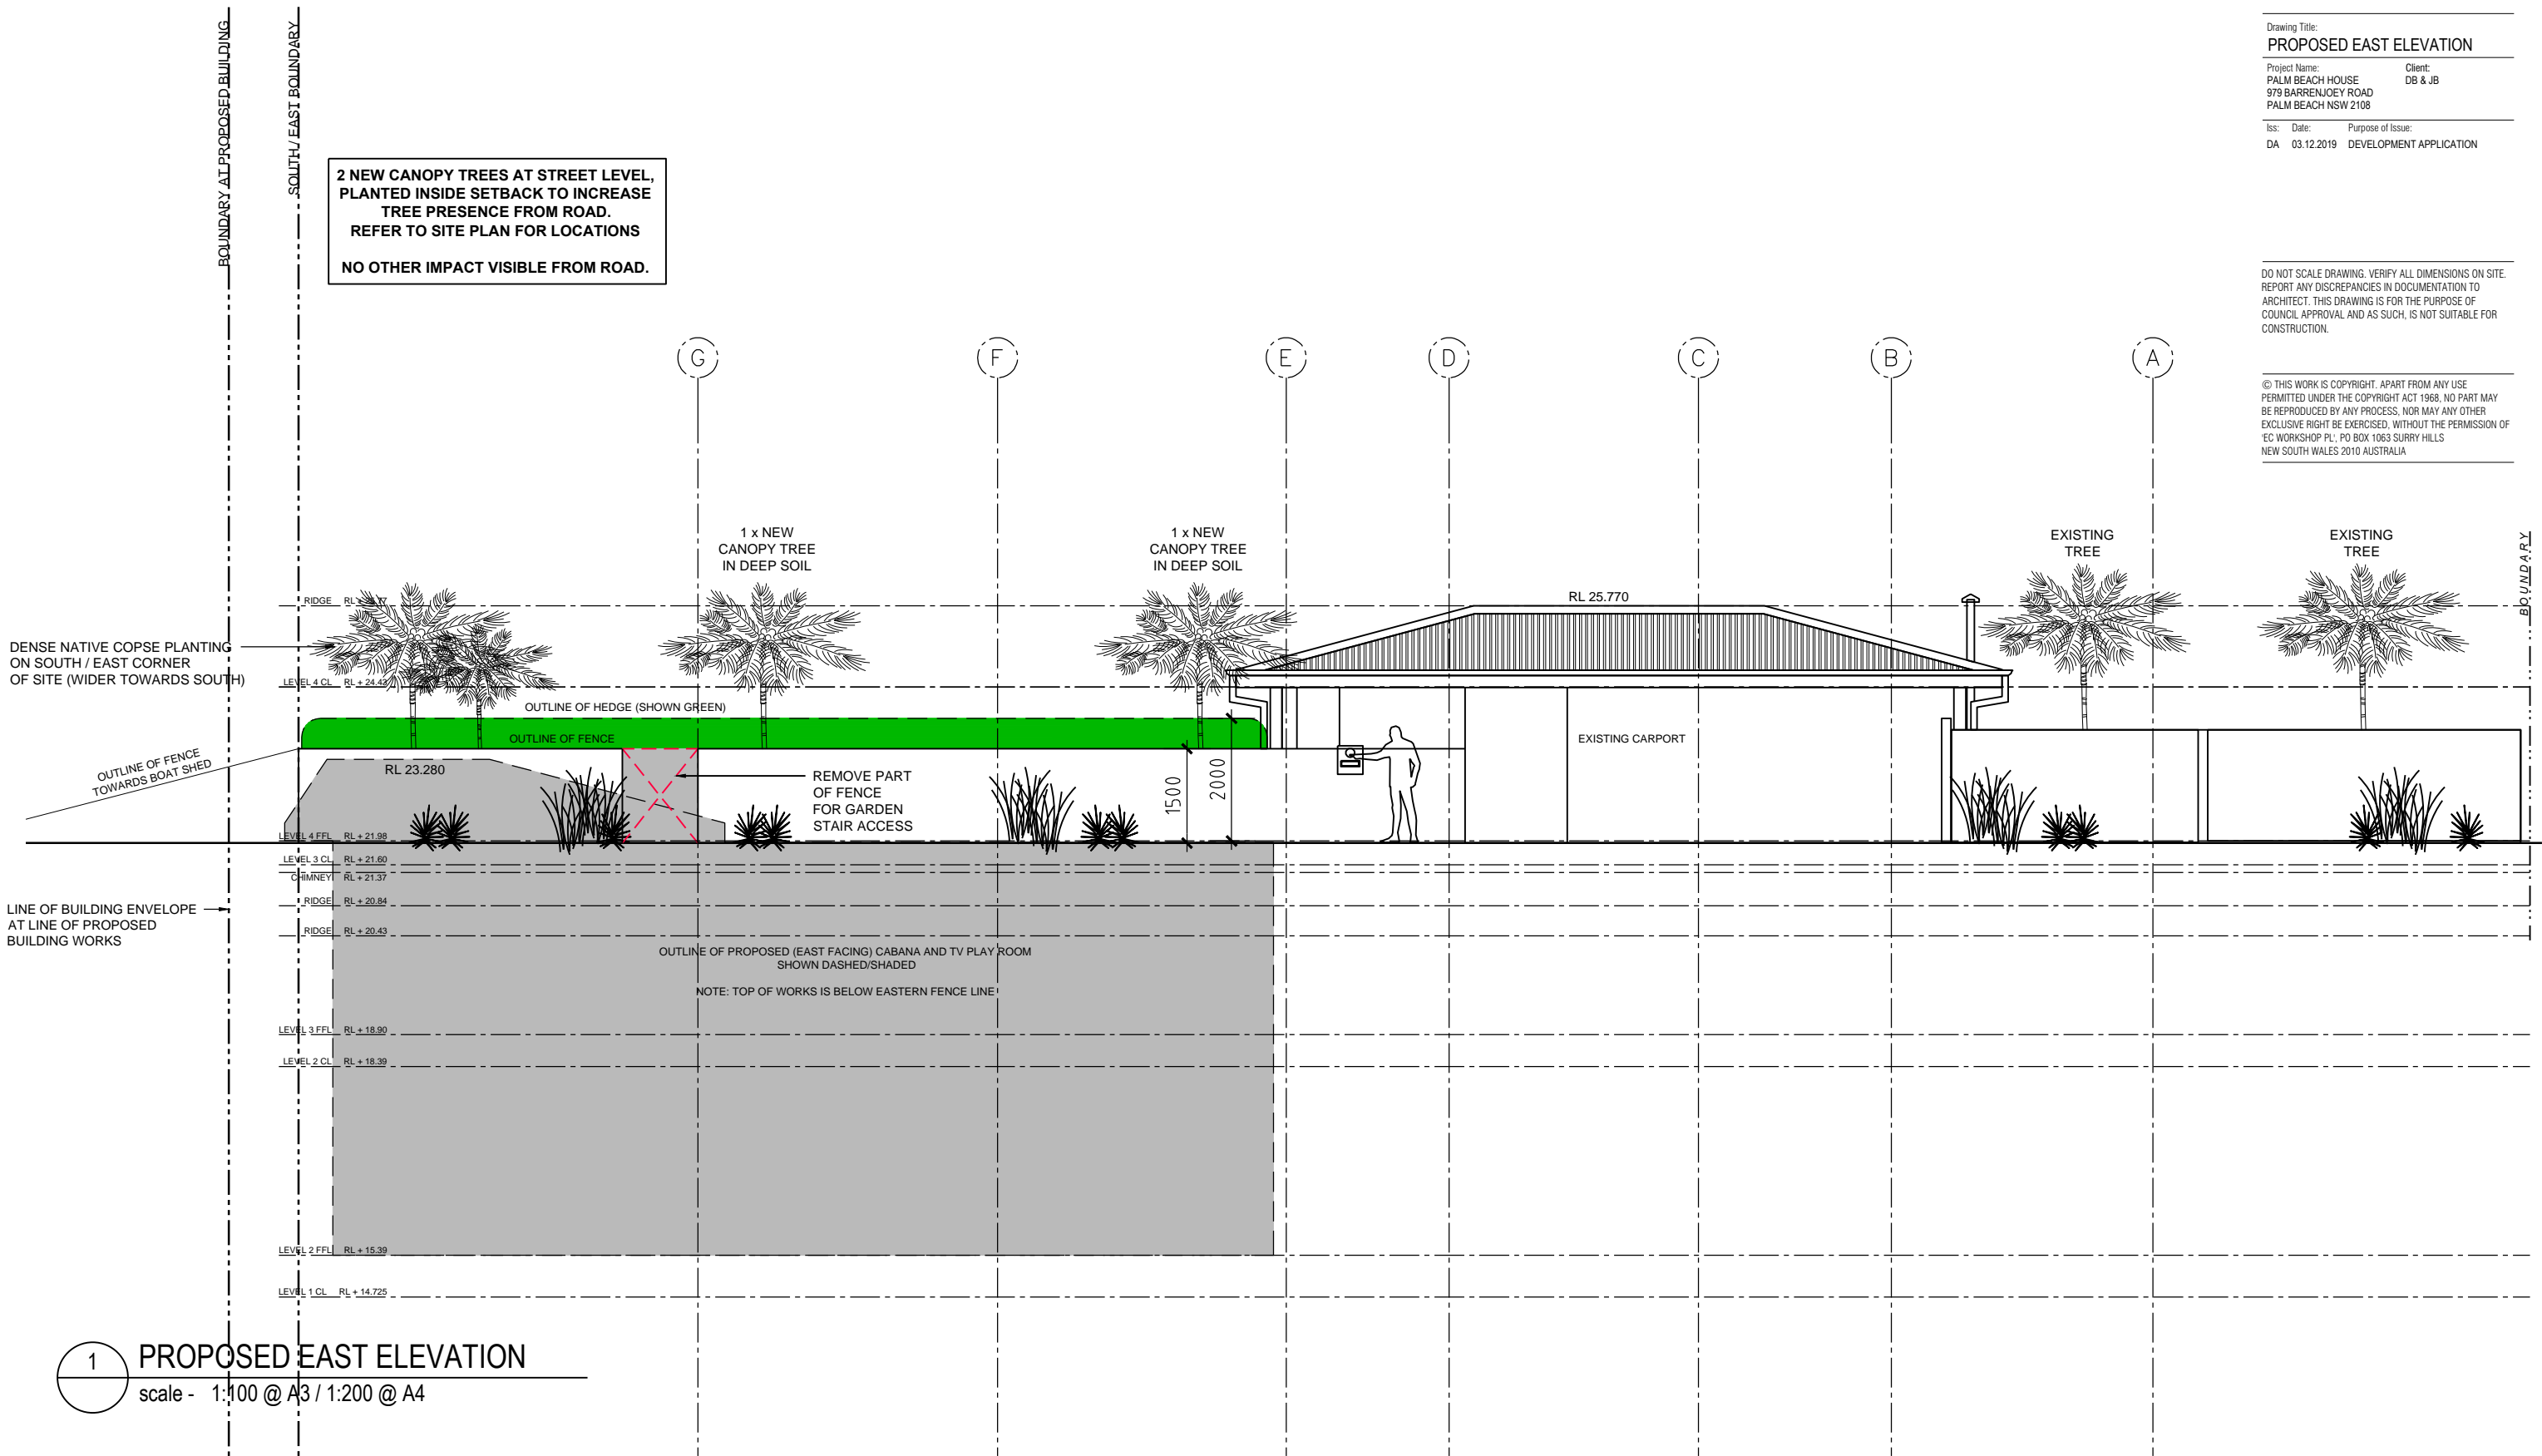 BOUNDARY AT PROPOSED BUILDING
SOUTH / EAST BOUNDARY
2 NEW CANOPY TREES AT STREET LEVEL,
PLANTED INSIDE SETBACK TO INCREASE
TREE PRESENCE FROM ROAD.
REFER TO SITE PLAN FOR LOCATIONS
NO OTHER IMPACT VISIBLE FROM ROAD.
Drawing Title:
PROPOSED EAST ELEVATION
Project Name: Client:
PALM BEACH HOUSE DB & JB
979 BARRENJOEY ROAD
PALM BEACH NSW 2108
Iss: Date: Purpose of Issue:
DA 03.12.2019 DEVELOPMENT APPLICATION
DO NOT SCALE DRAWING. VERIFY ALL DIMENSIONS ON SITE.
REPORT ANY DISCREPANCIES IN DOCUMENTATION TO
ARCHITECT. THIS DRAWING IS FOR THE PURPOSE OF
COUNCIL APPROVAL AND AS SUCH, IS NOT SUITABLE FOR
CONSTRUCTION.
© THIS WORK IS COPYRIGHT. APART FROM ANY USE
PERMITTED UNDER THE COPYRIGHT ACT 1968, NO PART MAY
BE REPRODUCED BY ANY PROCESS, NOR MAY ANY OTHER
EXCLUSIVE RIGHT BE EXERCISED, WITHOUT THE PERMISSION OF
'EC WORKSHOP PL', PO BOX 1063 SURRY HILLS
NEW SOUTH WALES 2010 AUSTRALIA
G F E D C B A
1 x NEW
CANOPY TREE
IN DEEP SOIL
1 x NEW
CANOPY TREE
IN DEEP SOIL
EXISTING
TREE
EXISTING
TREE
BOUNDARY
RIDGE RL
RL 25.770
DENSE NATIVE COPSE PLANTING
ON SOUTH / EAST CORNER
OF SITE (WIDER TOWARDS SOUTH)
LEVEL 4 CL RL + 24.43
OUTLINE OF HEDGE (SHOWN GREEN)
OUTLINE OF FENCE
EXISTING CARPORT
OUTLINE OF FENCE
TOWARDS BOAT SHED
RL 23.280
REMOVE PART
OF FENCE
FOR GARDEN
STAIR ACCESS
1500
2000
LEVEL 4 FFL RL + 21.98
LEVEL 3 CL RL + 21.60
CHIMNEY RL + 21.37
RIDGE RL + 20.84
RIDGE RL + 20.43
LINE OF BUILDING ENVELOPE
AT LINE OF PROPOSED
BUILDING WORKS
OUTLINE OF PROPOSED (EAST FACING) CABANA AND TV PLAY ROOM
SHOWN DASHED/SHADED
NOTE: TOP OF WORKS IS BELOW EASTERN FENCE LINE
LEVEL 3 FFL RL + 18.90
LEVEL 2 CL RL + 18.39
LEVEL 2 FFL RL + 15.39
LEVEL 1 CL RL + 14.725
1 PROPOSED EAST ELEVATION
scale - 1:100 @ A3 / 1:200 @ A4